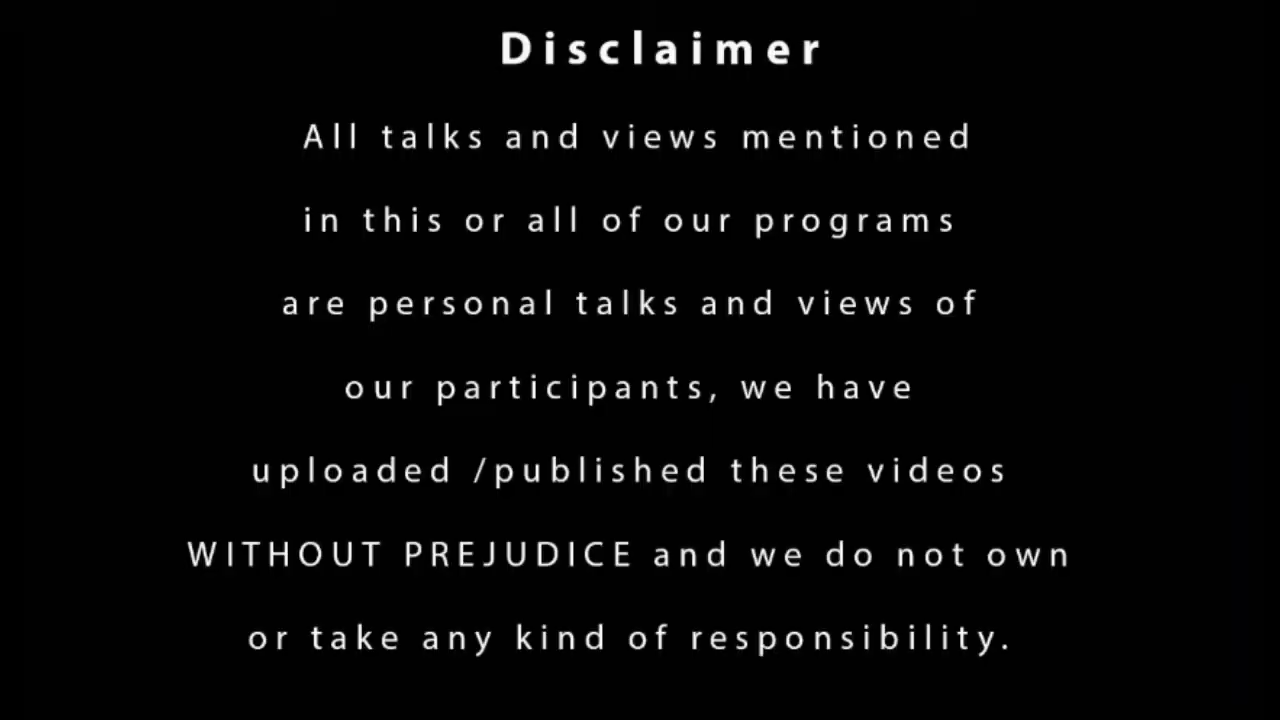 Disclaimer
All talks and views mentioned
in this or all of our programs
are personal talks and views of
our participants, we have
uploaded /published these videos
WITHOUT PREJUDICE and we do not own
or take any kind of responsibility.